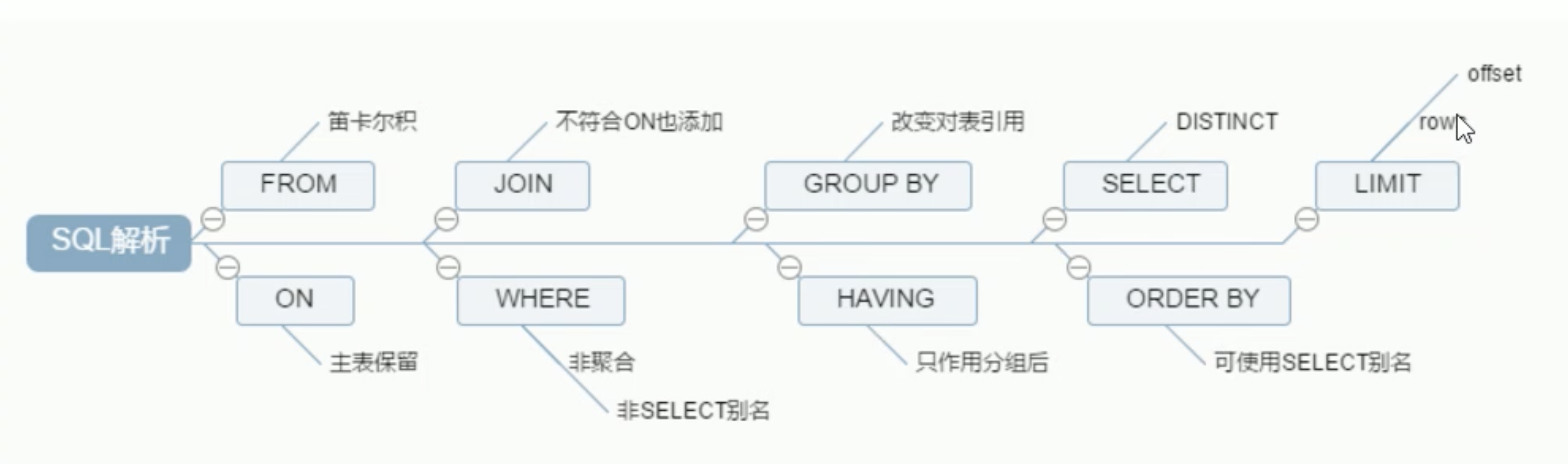 offset
笛卡尔积
不符合ON也添加
改变对表引用
DISTINCT
FROM
JOIN
GROUP BY
SELECT
LIMIT
SQL解析
ON
WHERE
HAVING
ORDER BY
主表保留
非聚合
只作用分组后
可使用SELECT别名
非SELECT别名